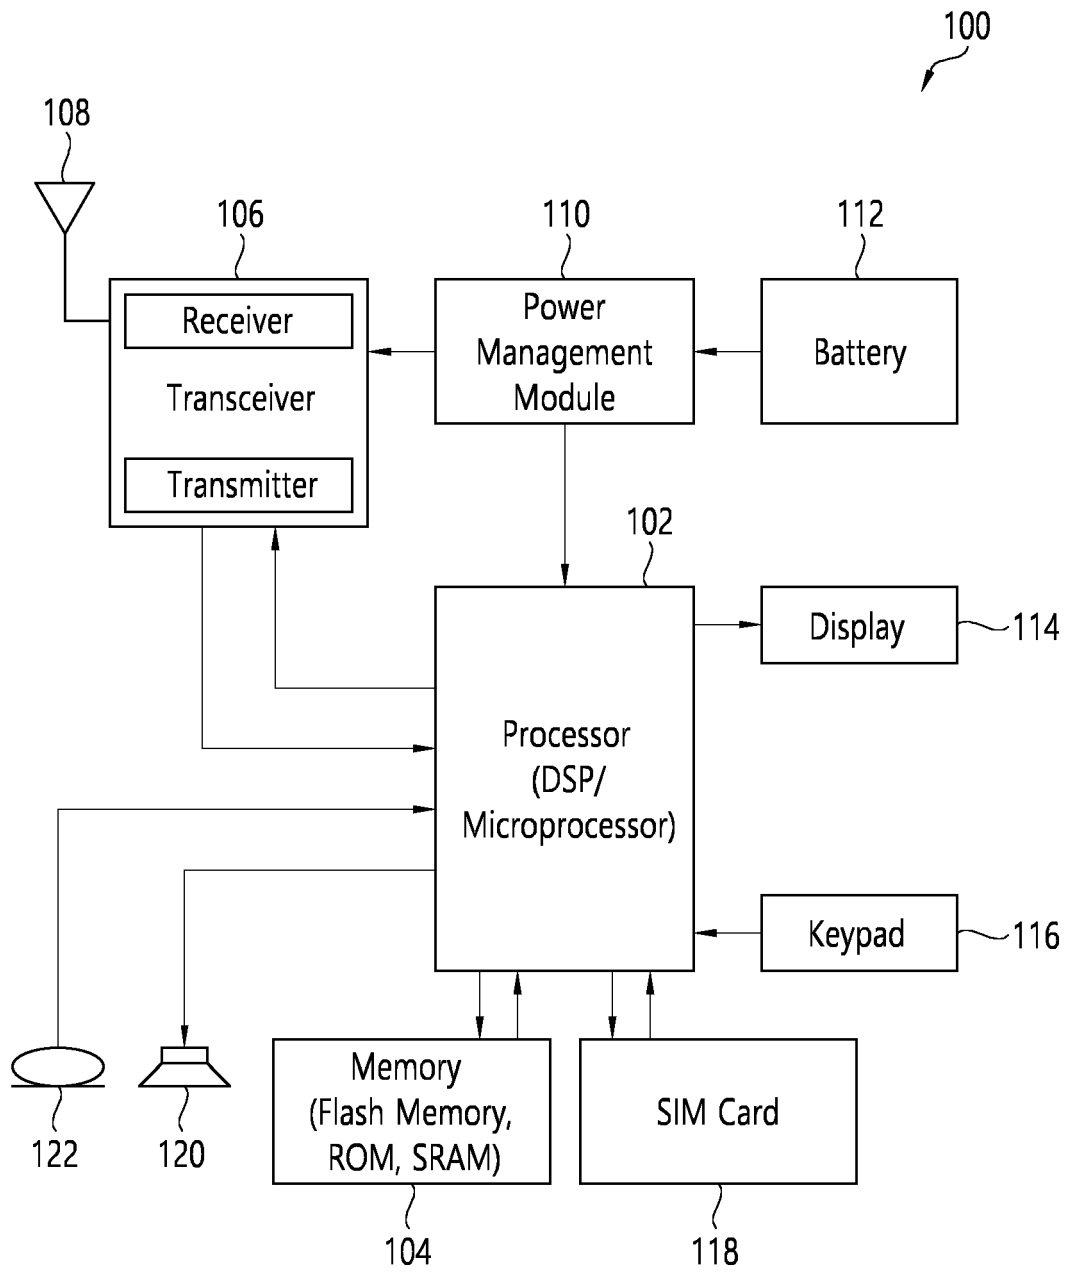 100
108
106
110
112
Receiver
Transceiver
Transmitter
Power
Management
Module
Battery
102
Display
114
Processor
(DSP/
Microprocessor)
Keypad
116
Memory
(Flash Memory,
ROM, SRAM)
SIM Card
122
120
104
118